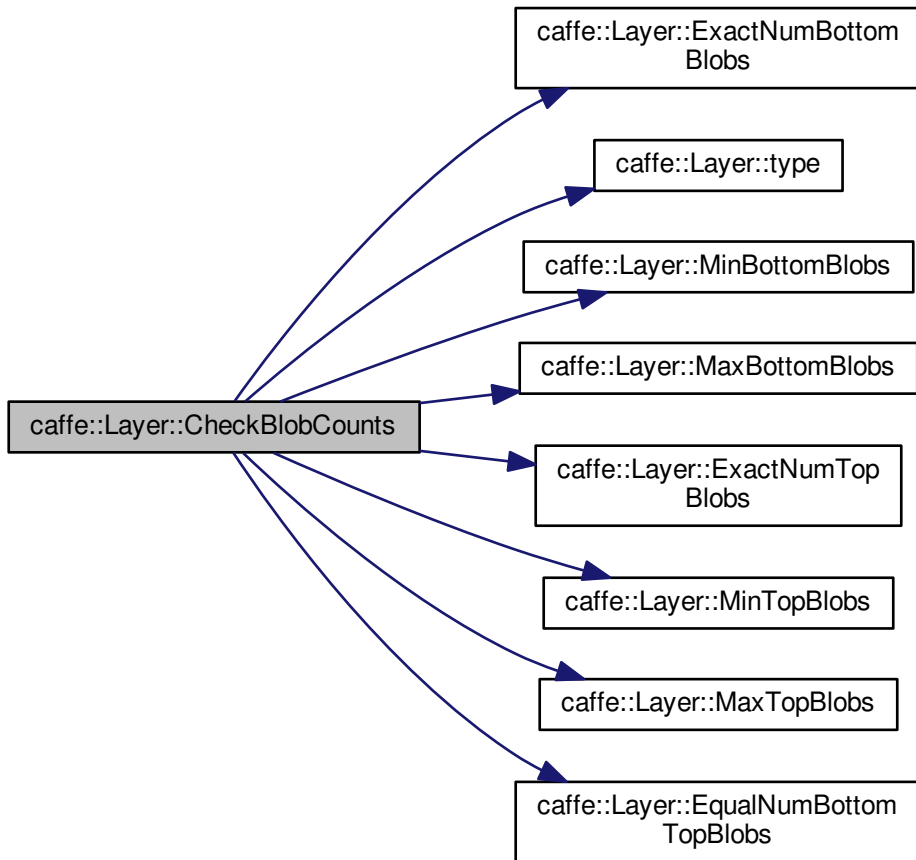 caffe::Layer::ExactNumBottom
Blobs
caffe::Layer::type
caffe::Layer::MinBottomBlobs
caffe::Layer::MaxBottomBlobs
caffe::Layer::CheckBlobCounts
caffe::Layer::ExactNumTop
Blobs
caffe::Layer::MinTopBlobs
caffe::Layer::MaxTopBlobs
caffe::Layer::EqualNumBottom
TopBlobs